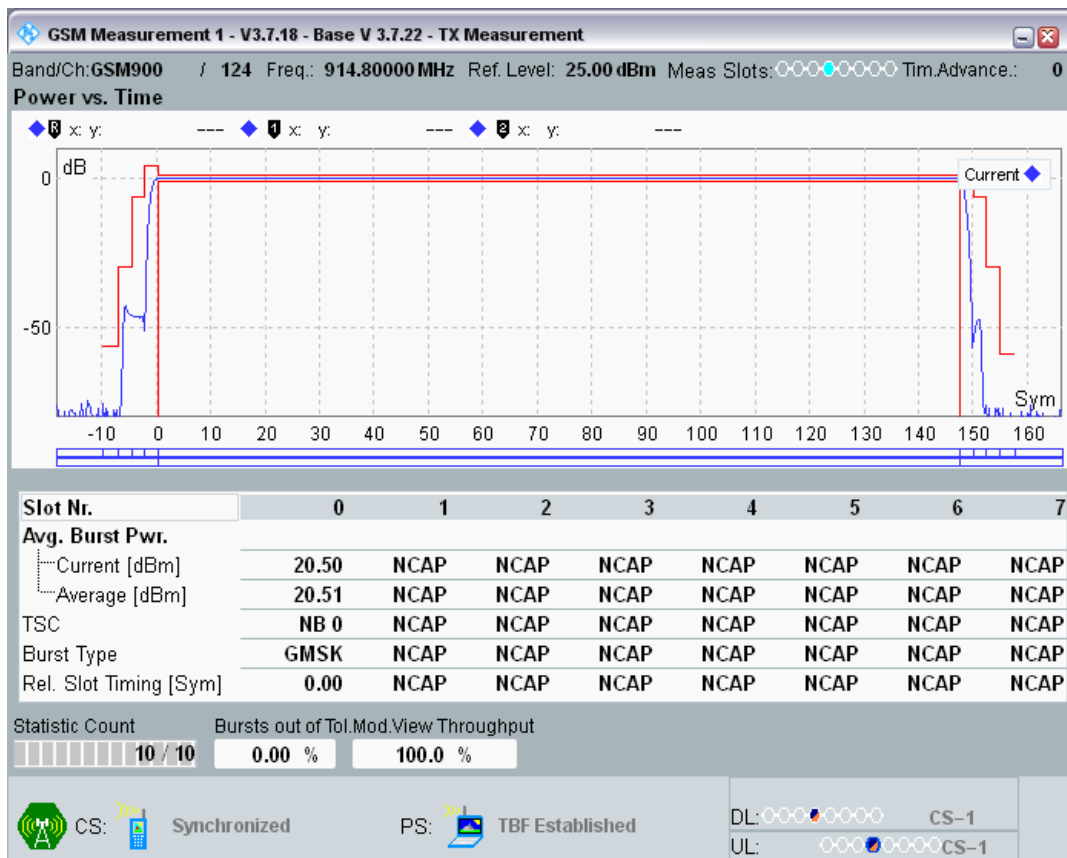 GSM Measurement 1 - V3.7.18 - Base V 3.7.22 - TX Measurement
Band/Ch:GSM900 / 124 Freq.: 914.80000 MHz Ref. Level: 25.00 dBm Meas Slots: Tim.Advance.: 0
Power vs. Time
R x: y: --- 1 x: y: --- 2 x: y: ---
dB
0
Current
-50
Sym
-10 0 10 20 30 40 50 60 70 80 90 100 110 120 130 140 150 160
Slot Nr. 0 1 2 3 4 5 6 7
Avg. Burst Pwr.
Current [dBm] 20.50 NCAP NCAP NCAP NCAP NCAP NCAP NCAP
Average [dBm] 20.51 NCAP NCAP NCAP NCAP NCAP NCAP NCAP
TSC NB 0 NCAP NCAP NCAP NCAP NCAP NCAP NCAP
Burst Type GMSK NCAP NCAP NCAP NCAP NCAP NCAP NCAP
Rel. Slot Timing [Sym] 0.00 NCAP NCAP NCAP NCAP NCAP NCAP NCAP
Statistic Count Bursts out of Tol.Mod.View Throughput
10 / 10 0.00 % 100.0 %
CS: Synchronized PS: TBF Established
DL: CS-1
UL: CS-1